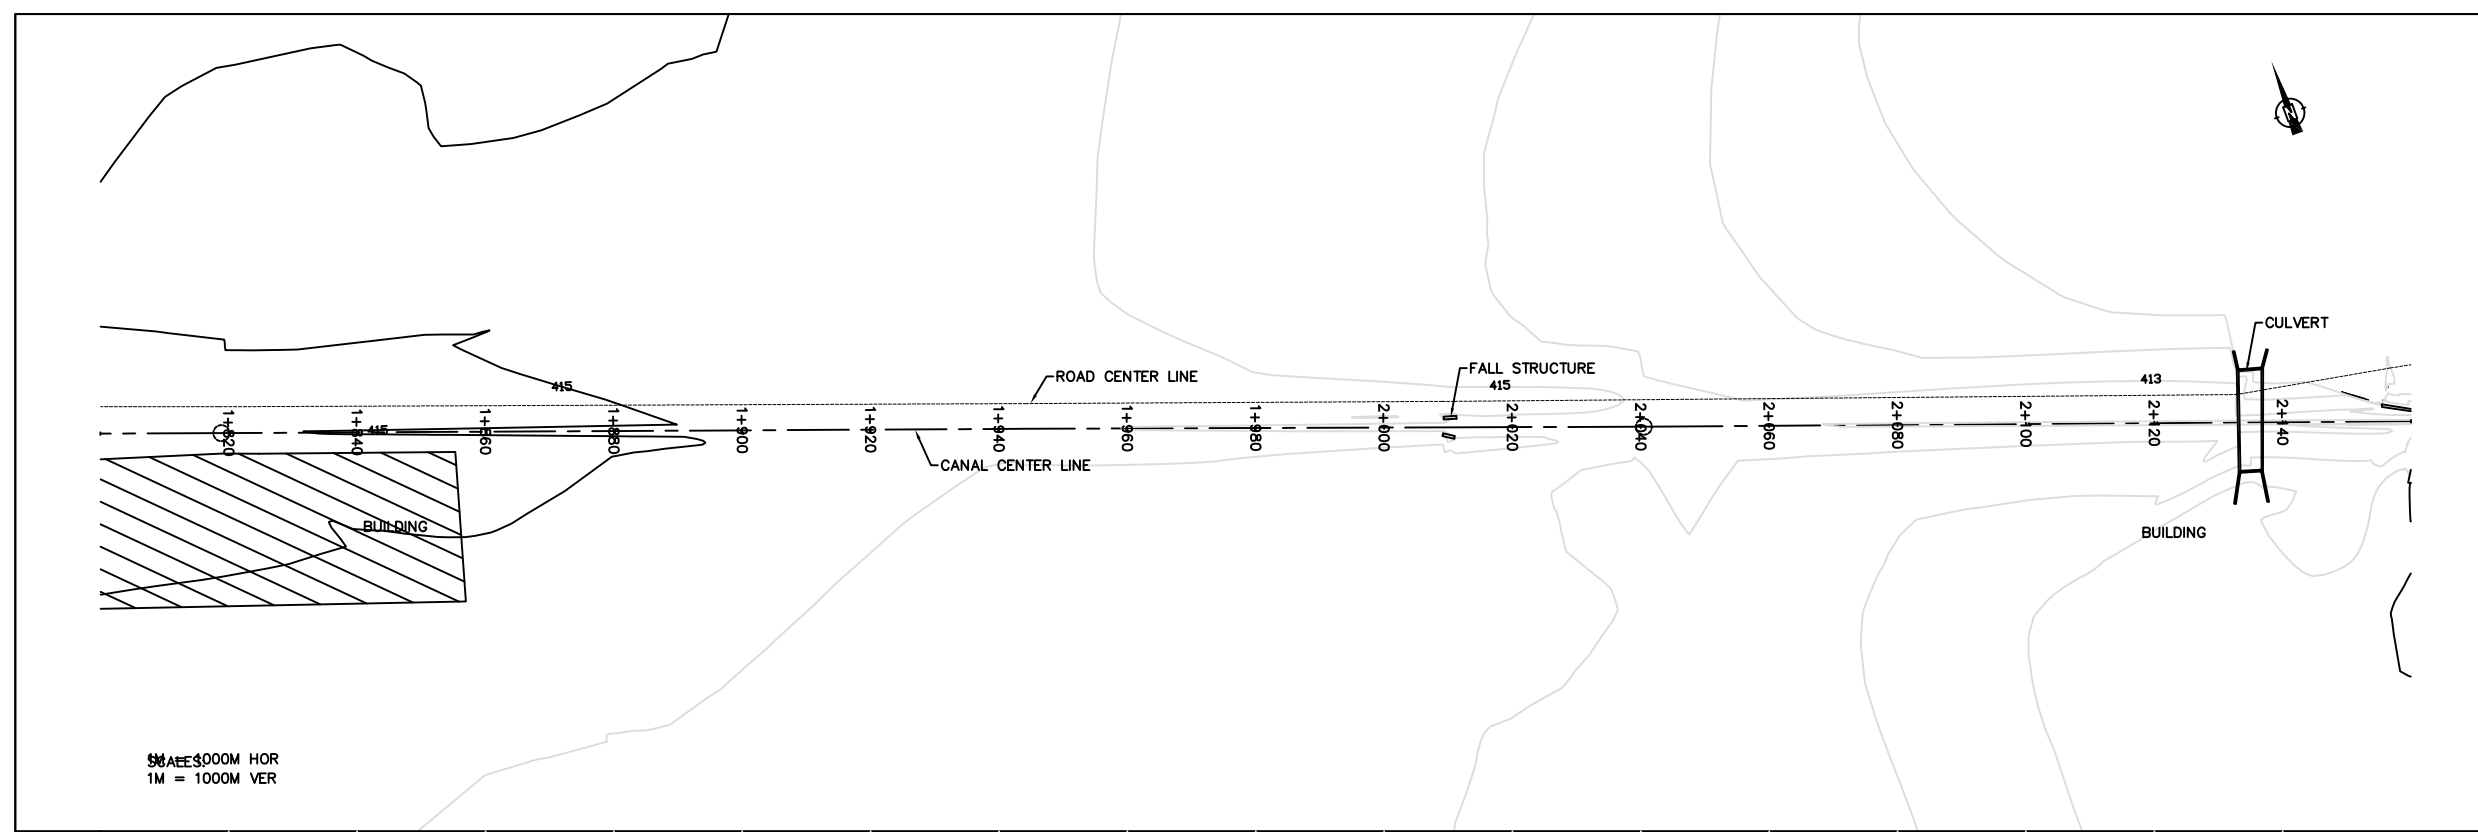 CULVERT
FALL STRUCTURE
415
ROAD CENTER LINE
413
415
415
1+820
1+840
1+860
1+880
1+900
1+920
1+940
1+960
1+980
2+000
2+020
2+040
2+060
2+080
2+100
2+120
2+140
CANAL CENTER LINE
BUILDING
BUILDING
SCALES:
1M = 1000M HOR
1M = 1000M VER